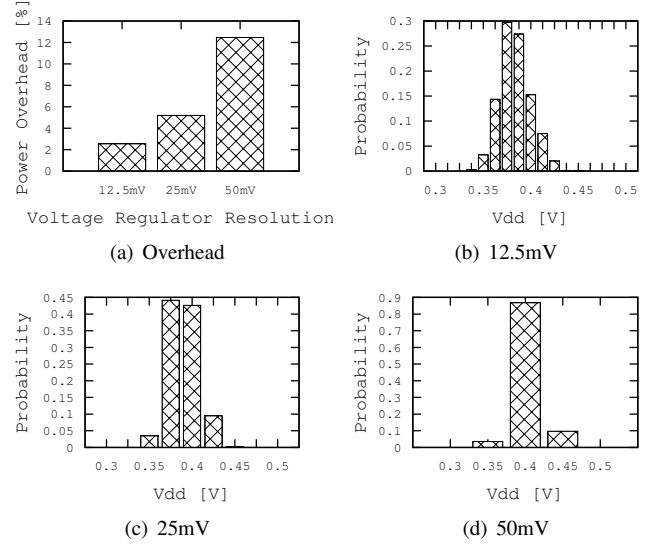 Power Overhead [%]
14
12
10
8
6
4
2
0
12.5mV 25mV 50mV
Voltage Regulator Resolution
(a) Overhead
Probability
0.3
0.25
0.2
0.15
0.1
0.05
0
0.3 0.35 0.4 0.45 0.5
Vdd [V]
(b) 12.5mV
Probability
0.45
0.4
0.35
0.3
0.25
0.2
0.15
0.1
0.05
0
0.3 0.35 0.4 0.45 0.5
Vdd [V]
(c) 25mV
Probability
0.9
0.8
0.7
0.6
0.5
0.4
0.3
0.2
0.1
0
0.3 0.35 0.4 0.45 0.5
Vdd [V]
(d) 50mV